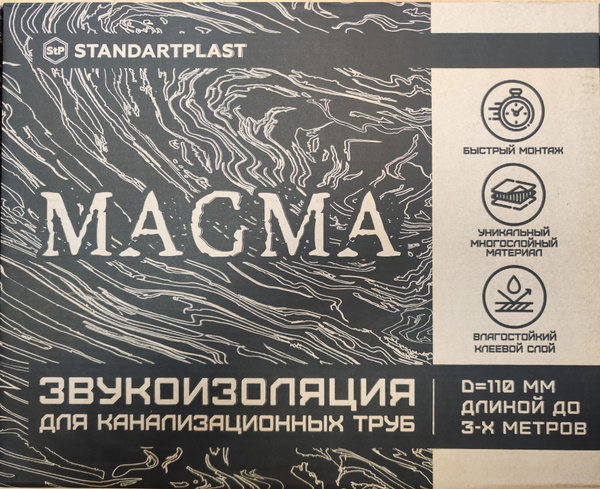 StP STANDARTPLAST
MAGMA
БЫСТРЫЙ МОНТАЖ
УНИКАЛЬНЫЙ
МНОГОСЛОЙНЫЙ
МАТЕРИАЛ
ВЛАГОСТОЙКИЙ
КЛЕЕВОЙ СЛОЙ
ЗВУКОИЗОЛЯЦИЯ
ДЛЯ КАНАЛИЗАЦИОННЫХ ТРУБ
D=110 ММ
ДЛИНОЙ ДО
3-Х МЕТРОВ